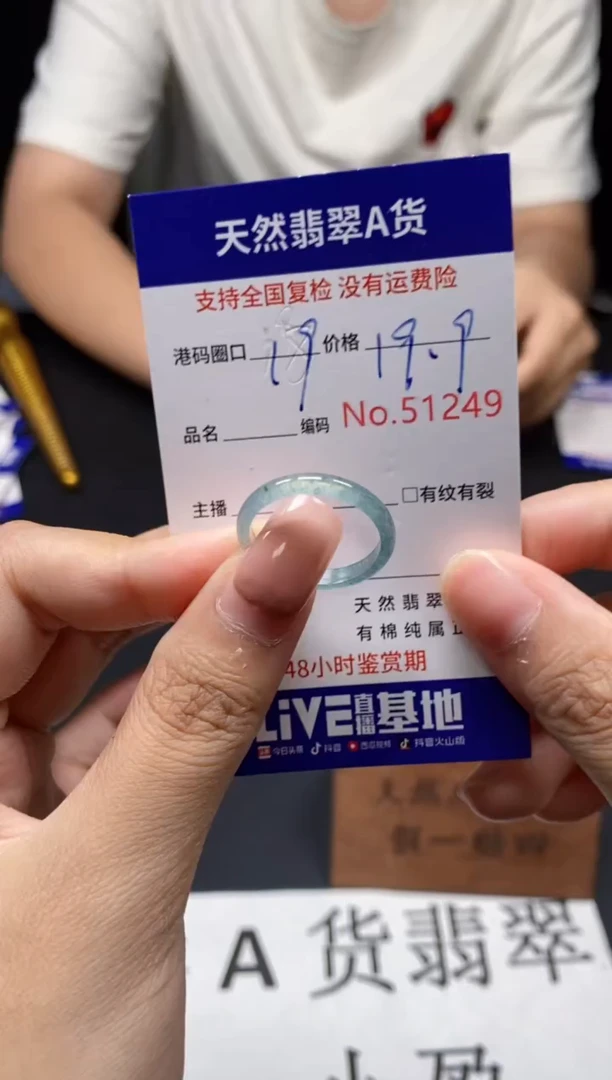 天然翡翠A货
支持全国复检 没有运费险
港码圈口 19 价格 19.9
品名 编码 No.51249
主播 □有纹有裂
天然翡翠
有棉纯属正
48小时鉴赏期
LiVE直播基地
今日头条 抖音 西瓜视频 抖音火山版
A货翡翠